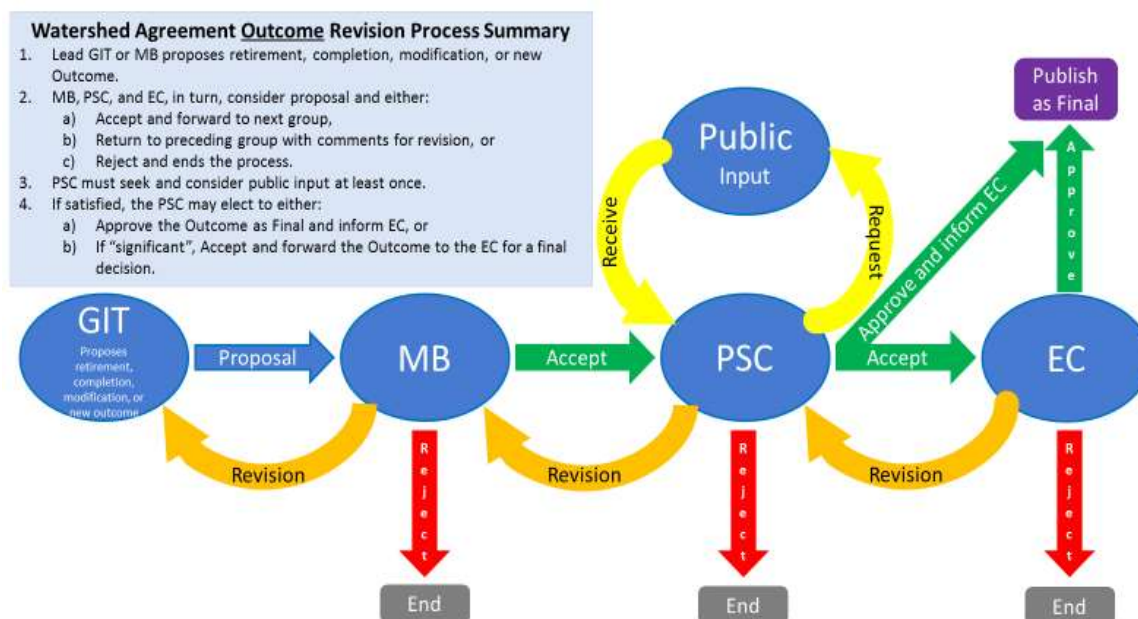 Watershed Agreement Outcome Revision Process Summary
1. Lead GIT or MB proposes retirement, completion, modification, or new
Outcome.
2. MB, PSC, and EC, in turn, consider proposal and either:
a) Accept and forward to next group,
b) Return to preceding group with comments for revision, or
c) Reject and ends the process.
3. PSC must seek and consider public input at least once.
4. If satisfied, the PSC may elect to either:
a) Approve the Outcome as Final and inform EC, or
b) If “significant”, Accept and forward the Outcome to the EC for a final
decision.
Publish
as Final
Public
Input
Receive
Request
Approve and inform EC
Approve
GIT
Proposes
retirement,
completion,
modification, or
new outcome
Proposal
MB
Accept
PSC
Accept
EC
Revision
Revision
Revision
Reject
Reject
Reject
End
End
End